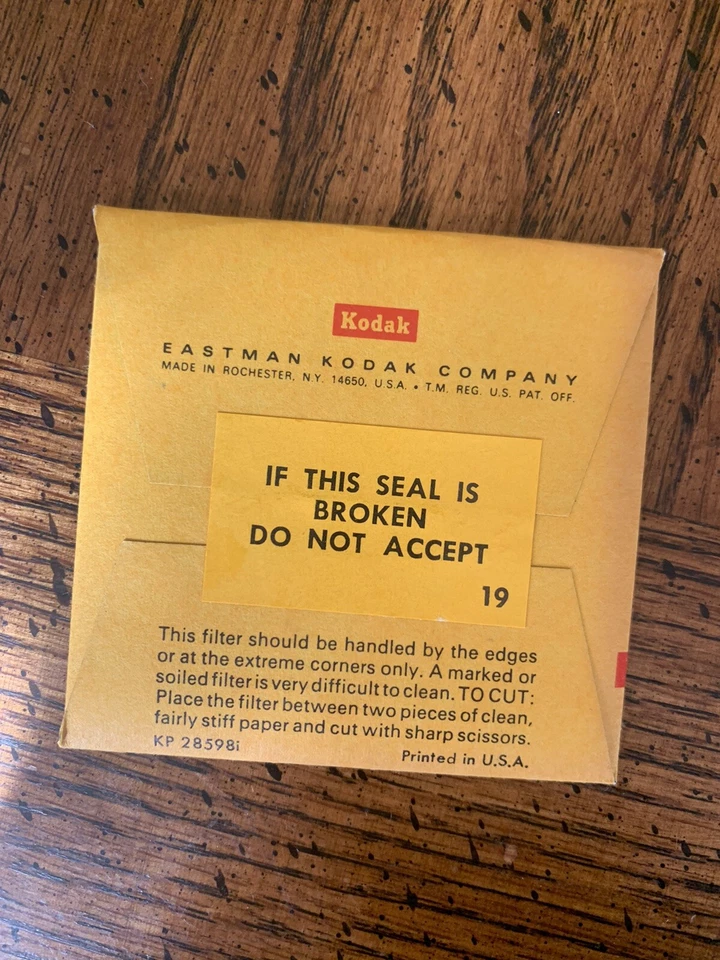 Kodak
EASTMAN KODAK COMPANY
MADE IN ROCHESTER, N.Y. 14650, U.S.A. • T.M. REG. U.S. PAT. OFF.
IF THIS SEAL IS
BROKEN
DO NOT ACCEPT
19
This filter should be handled by the edges
or at the extreme corners only. A marked or
soiled filter is very difficult to clean. TO CUT:
Place the filter between two pieces of clean,
fairly stiff paper and cut with sharp scissors.
KP 28598i
Printed in U.S.A.